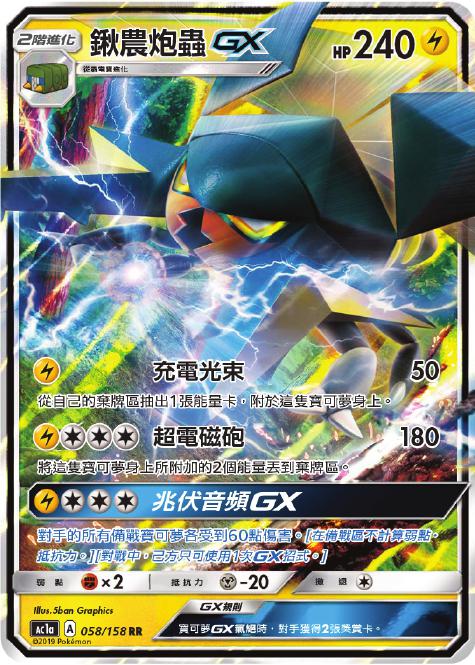 2階進化
鍬農炮蟲GX
HP240
從蟲電寶進化
充電光束 50
從自己的棄牌區抽出1張能量卡,附於這隻寶可夢身上。
超電磁砲 180
將這隻寶可夢身上所附加的2個能量丟到棄牌區。
兆伏音頻GX
對手的所有備戰寶可夢各受到60點傷害。[在備戰區不計算弱點・
抵抗力。][對戰中,己方只可使用1次GX招式。]
弱點 ×2 抵抗力 -20 撤退
Illus.5ban Graphics
GX規則
AC1a A 058/158 RR
寶可夢GX氣絕時,對手獲得2張獎賞卡。
©2019 Pokémon